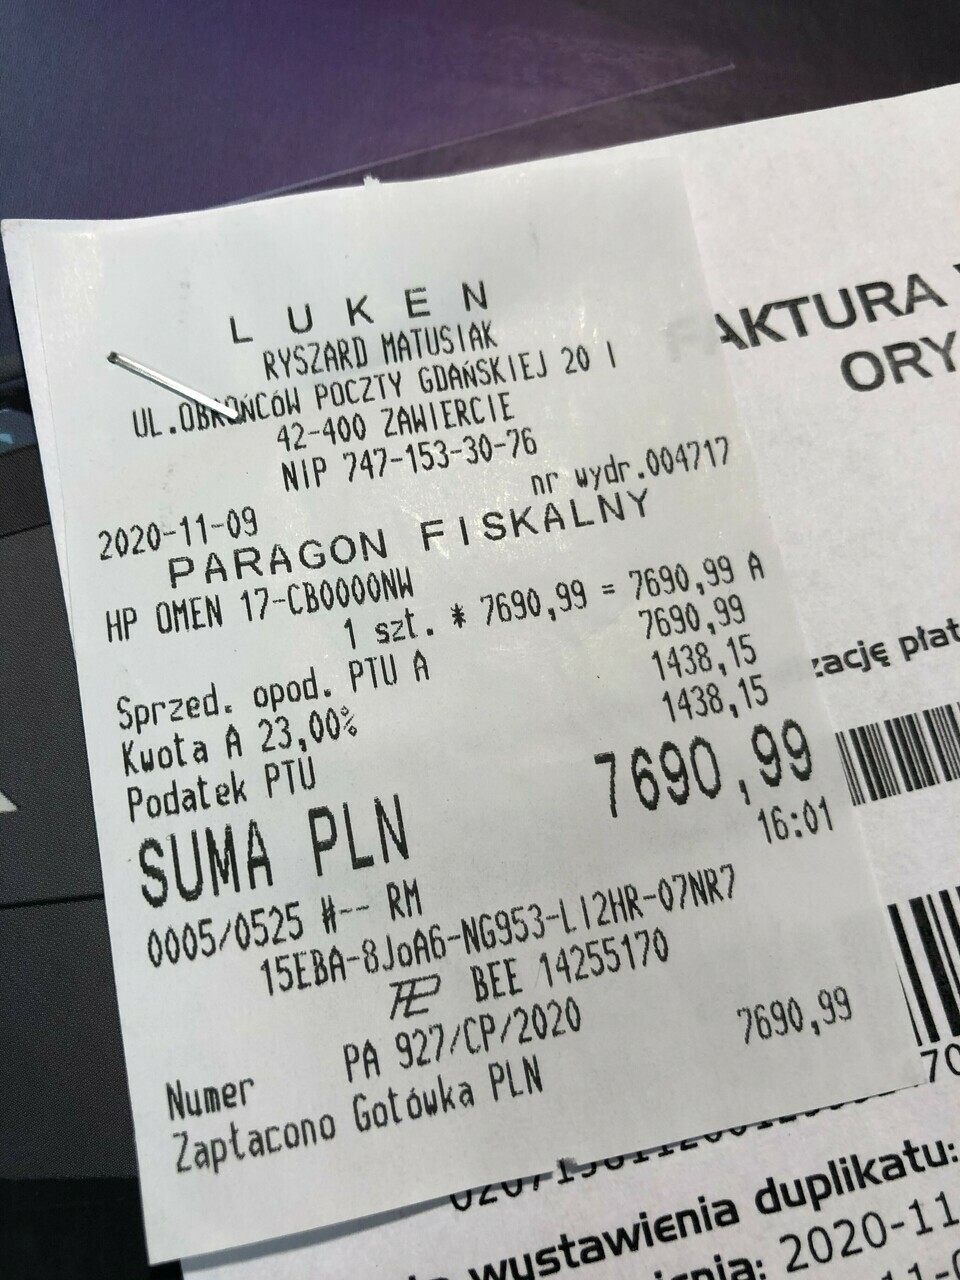 LUKEN
RYSZARD MATUSIAK
UL.OBROŃCÓW POCZTY GDAŃSKIEJ 20 I
42-400 ZAWIERCIE
NIP 747-153-30-76
2020-11-09 nr wydr.004717
PARAGON FISKALNY
HP OMEN 17-CB0000NW
1 szt. * 7690,99 = 7690,99 A
Sprzed. opod. PTU A 7690,99
Kwota A 23,00% 1438,15
Podatek PTU 1438,15
SUMA PLN 7690,99
0005/0525 #-- RM 16:01
15EBA-8JoA6-NG953-LI2HR-07NR7
BEE 14255170
Numer PA 927/CP/2020
Zapłacono Gotówka PLN 7690,99
AKTURA
ORY
zację płat
70
wystawienia duplikatu:
2020-11